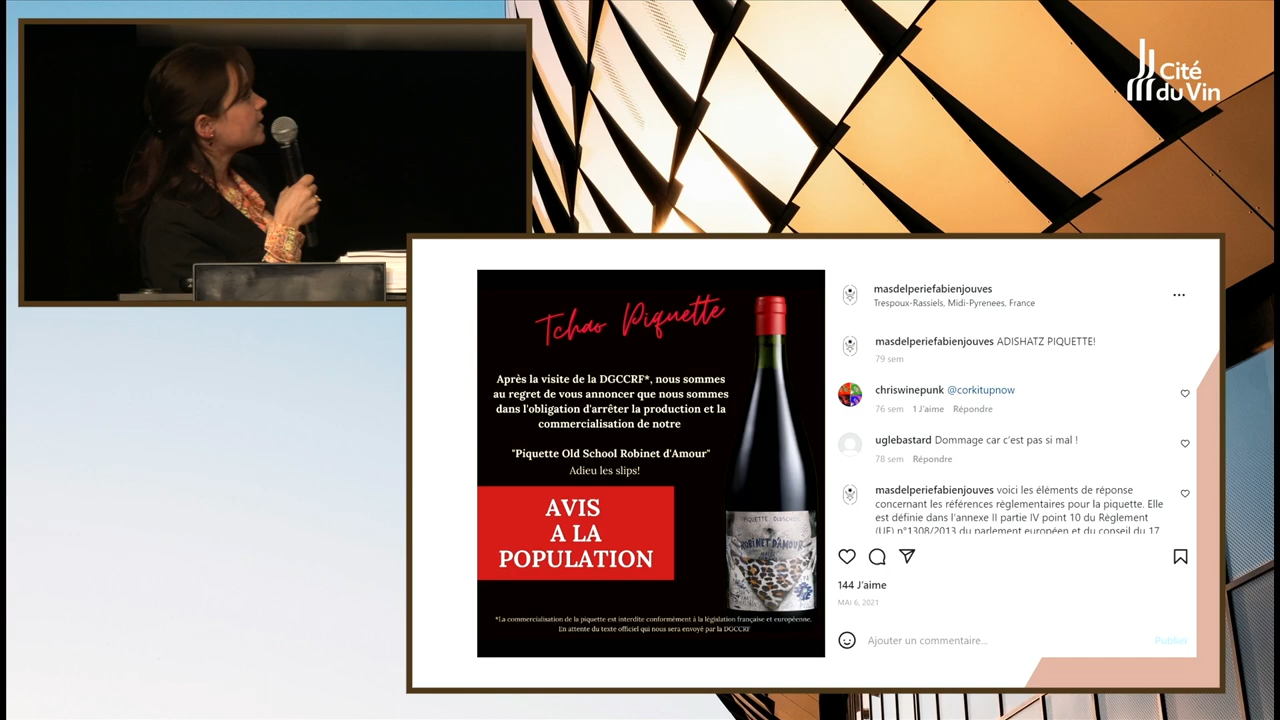 Cité
du Vin
Tchao Piquette
Après la visite de la DGCCRF*, nous sommes
au regret de vous annoncer que nous sommes
dans l'obligation d'arrêter la production et la
commercialisation de notre
"Piquette Old School Robinet d'Amour"
Adieu les slips!
AVIS
A LA
POPULATION
PIQUETTE OLDSCHOOL
ROBINET D'AMOUR
*La commercialisation de la piquette est interdite conformément à la législation française et européenne.
En attente du texte officiel qui nous sera envoyé par la DGCCRF
masdelperiefabienjouves
Trespoux-Rassiels, Midi-Pyrenees, France
masdelperiefabienjouves ADISHATZ PIQUETTE!
79 sem
chriswinepunk @corkitupnow
76 sem 1 J'aime Répondre
uglebastard Dommage car c'est pas si mal !
78 sem Répondre
masdelperiefabienjouves voici les éléments de réponse
concernant les références règlementaires pour la piquette. Elle
est définie dans l'annexe II partie IV point 10 du Règlement
(UE) n°1308/2013 du parlement européen et du conseil du 17
144 J'aime
MAI 6, 2021
Ajouter un commentaire...
Publier